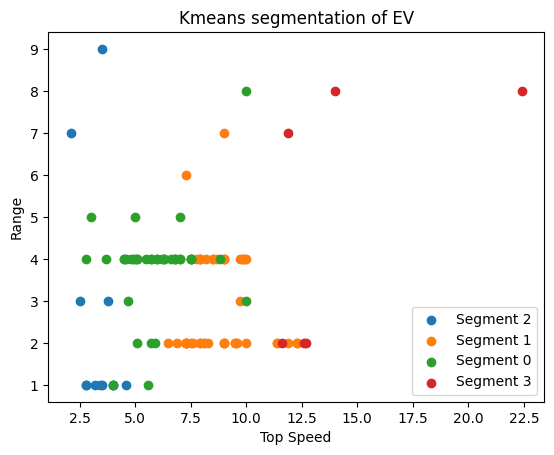 Kmeans segmentation of EV
Range
9
8
7
6
5
4
3
2
1
Segment 2
Segment 1
Segment 0
Segment 3
2.5 5.0 7.5 10.0 12.5 15.0 17.5 20.0 22.5
Top Speed